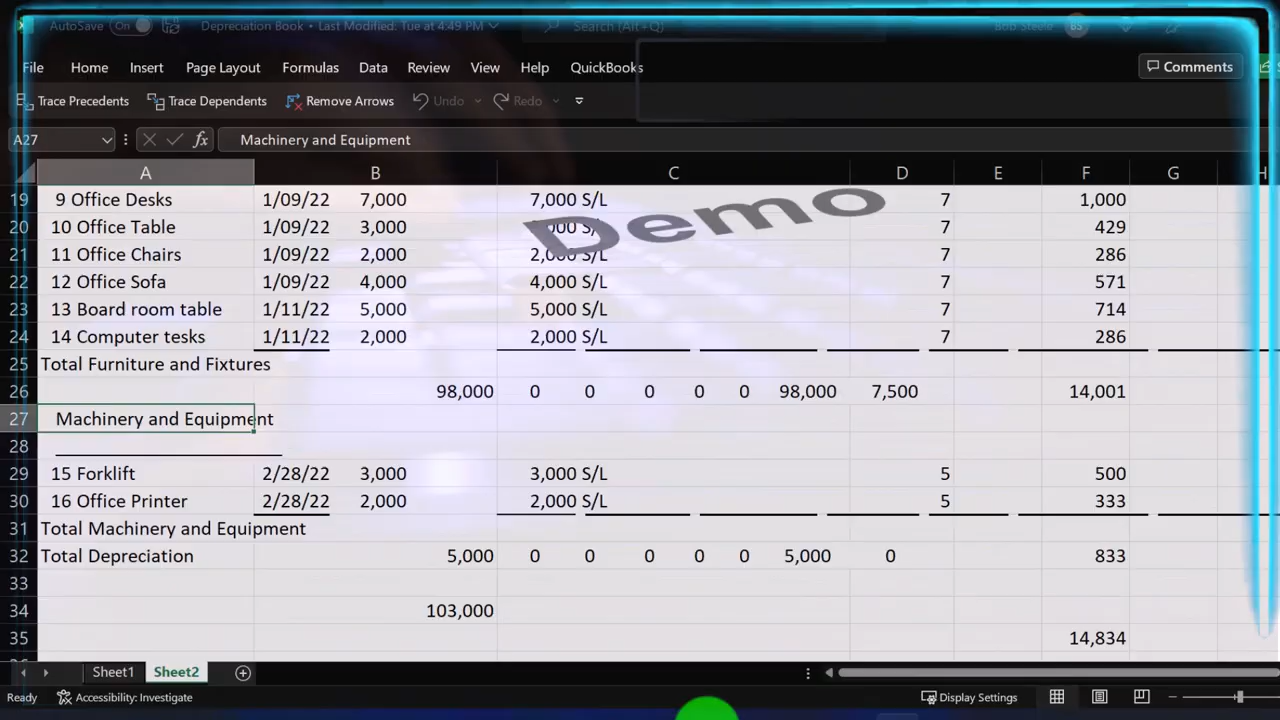 AutoSave On Depreciation Book • Last Modified: Tue at 4:49 PM Search (Alt+Q) Bob Steele BS
File Home Insert Page Layout Formulas Data Review View Help QuickBooks Comments
Trace Precedents Trace Dependents Remove Arrows Undo Redo
A27 fx Machinery and Equipment
A B C D E F G H
19 9 Office Desks 1/09/22 7,000 7,000 S/L 7 1,000
Demo
20 10 Office Table 1/09/22 3,000 3,000 S/L 7 429
21 11 Office Chairs 1/09/22 2,000 2,000 S/L 7 286
22 12 Office Sofa 1/09/22 4,000 4,000 S/L 7 571
23 13 Board room table 1/11/22 5,000 5,000 S/L 7 714
24 14 Computer tesks 1/11/22 2,000 2,000 S/L 7 286
25 Total Furniture and Fixtures
26 98,000 0 0 0 0 98,000 7,500 14,001
27 Machinery and Equipment
28
29 15 Forklift 2/28/22 3,000 3,000 S/L 5 500
30 16 Office Printer 2/28/22 2,000 2,000 S/L 5 333
31 Total Machinery and Equipment
32 Total Depreciation 5,000 0 0 0 0 5,000 0 833
33
34 103,000
35 14,834
Sheet1 Sheet2
Ready Accessibility: Investigate Display Settings